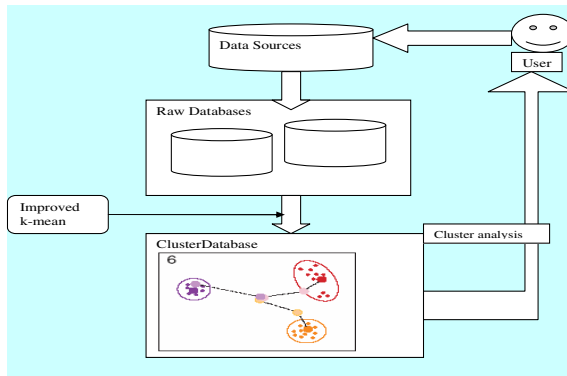 Data Sources
User
Raw Databases
Improved
k-mean
Cluster analysis
ClusterDatabase
6